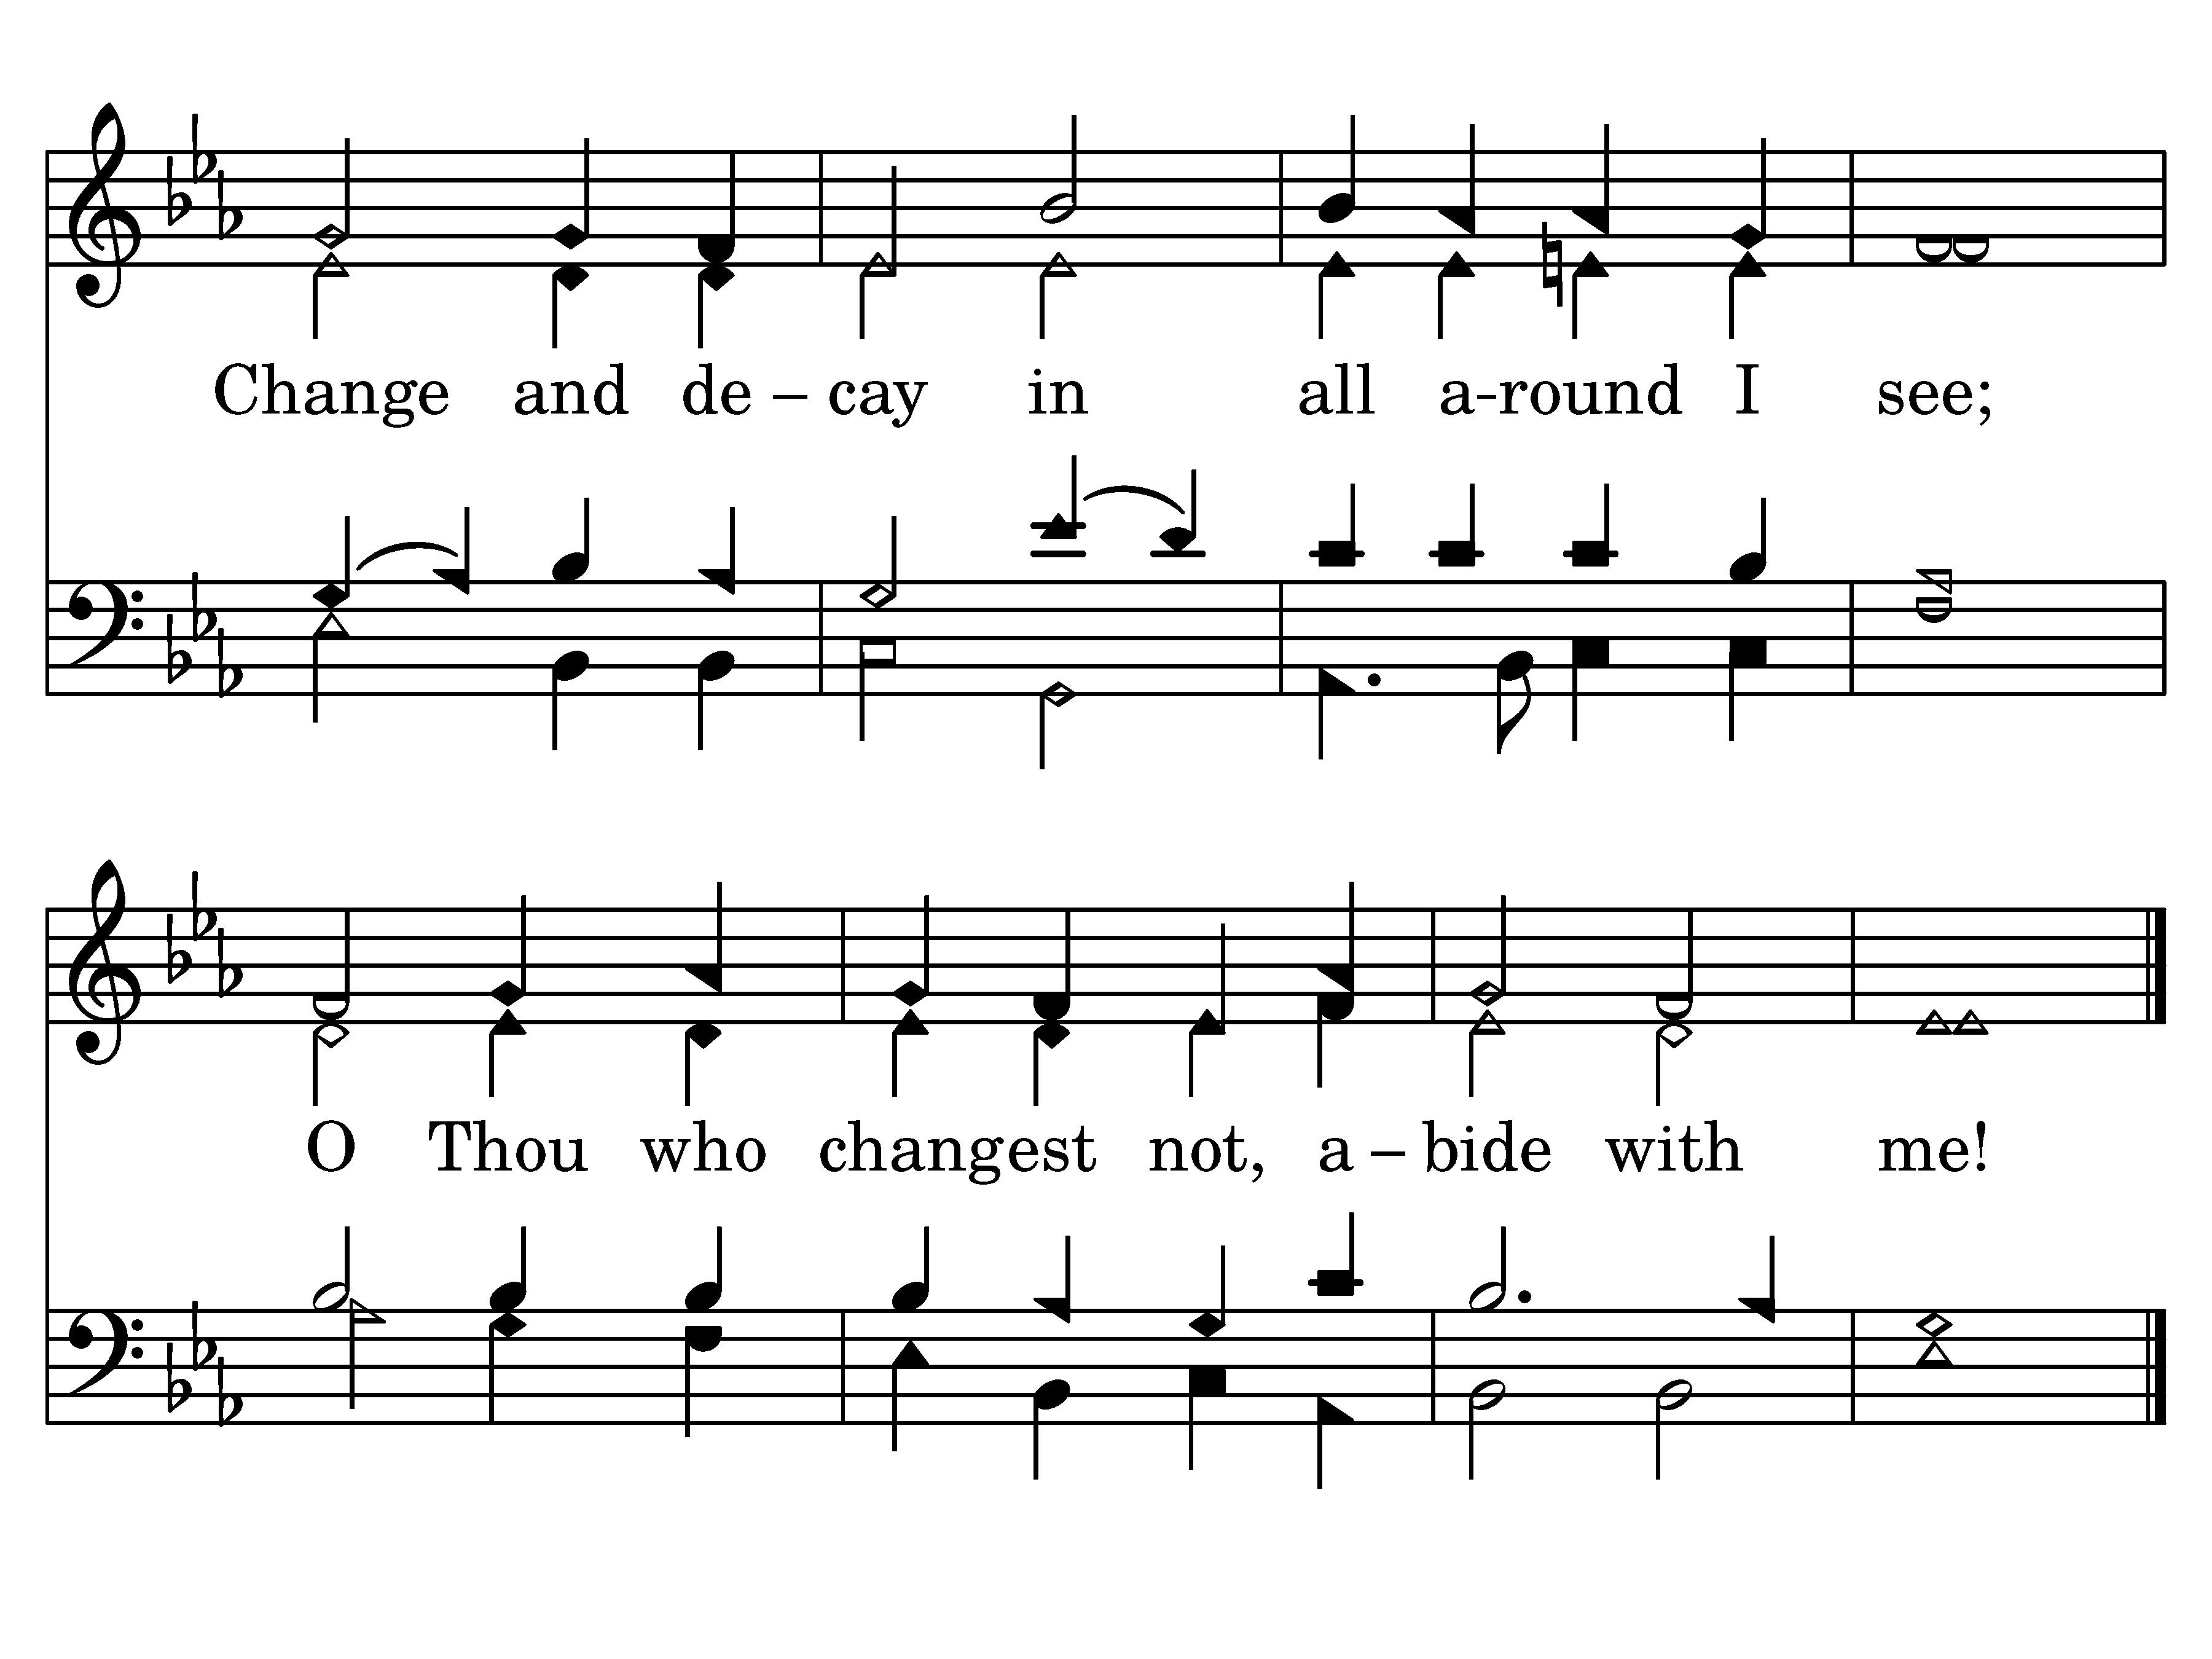 Change and de – cay in all a-round I see;
O Thou who changest not, a – bide with me!